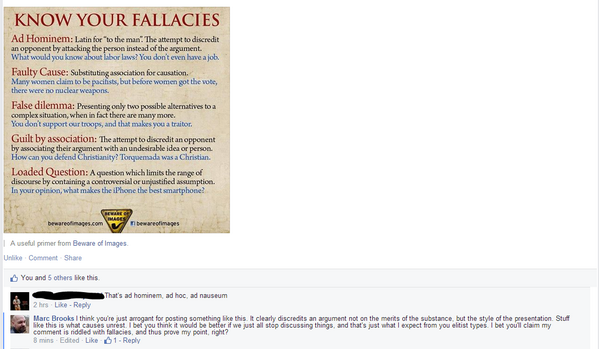 KNOW YOUR FALLACIES
Ad Hominem: Latin for "to the man". The attempt to discredit
an opponent by attacking the person instead of the argument.
What would you know about labor laws? You don't even have a job.
Faulty Cause: Substituting association for causation.
Many women claim to be pacifists, but before women got the vote,
there were no nuclear weapons.
False dilemma: Presenting only two possible alternatives to a
complex situation, when in fact there are many more.
You don't support our troops, and that makes you a traitor.
Guilt by association: The attempt to discredit an opponent
by associating their argument with an undesirable idea or person.
How can you defend Christianity? Torquemada was a Christian.
Loaded Question: A question which limits the range of
discourse by containing a controversial or unjustified assumption.
In your opinion, what makes the iPhone the best smartphone?
bewareofimages.com
BEWARE OF
IMAGES
f bewareofimages
A useful primer from Beware of Images.
Unlike · Comment · Share
You and 5 others like this.
That's ad hominem, ad hoc, ad nauseum
2 hrs · Like · Reply
Marc Brooks I think you're just arrogant for posting something like this. It clearly discredits an argument not on the merits of the substance, but the style of the presentation. Stuff
like this is what causes unrest. I bet you think it would be better if we just all stop discussing things, and that's just what I expect from you elitist types. I bet you'll claim my
comment is riddled with fallacies, and thus prove my point, right?
8 mins · Edited · Like · 1 · Reply